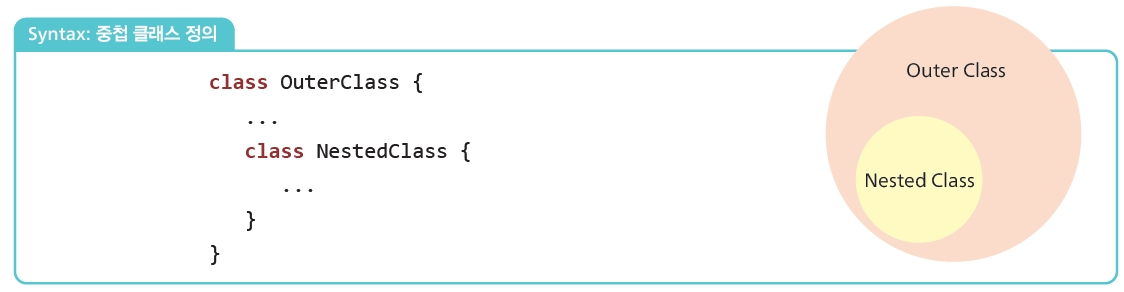 Syntax: 중첩 클래스 정의
class OuterClass {
...
class NestedClass {
...
}
}
Outer Class
Nested Class